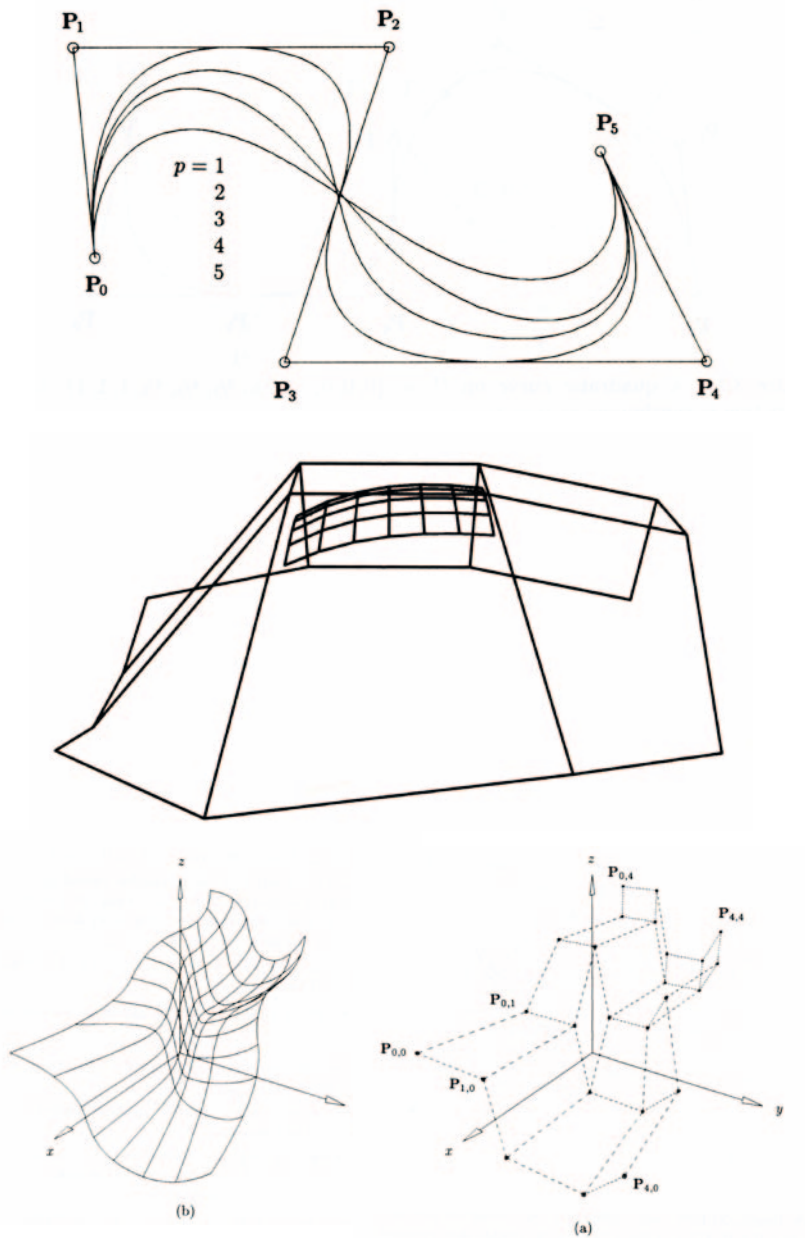 P₁
P₂
P₅
p = 1
2
3
4
5
P₀
P₃
P₄
z
x
(b)
z
P₀,₄
P₄,₄
P₀,₁
P₀,₀
P₁,₀
y
x
P₄,₀
(a)